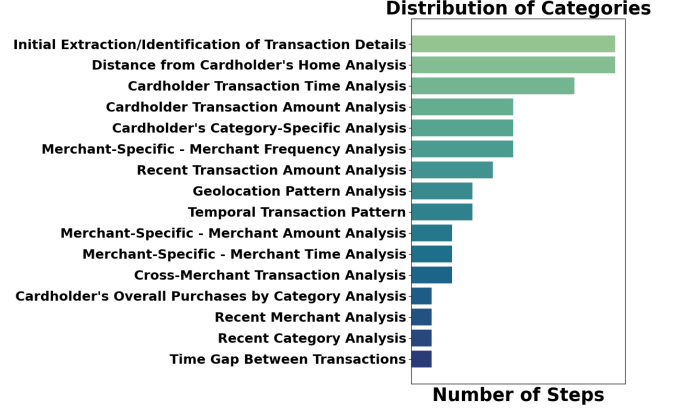 Distribution of Categories
Initial Extraction/Identification of Transaction Details
Distance from Cardholder's Home Analysis
Cardholder Transaction Time Analysis
Cardholder Transaction Amount Analysis
Cardholder's Category-Specific Analysis
Merchant-Specific - Merchant Frequency Analysis
Recent Transaction Amount Analysis
Geolocation Pattern Analysis
Temporal Transaction Pattern
Merchant-Specific - Merchant Amount Analysis
Merchant-Specific - Merchant Time Analysis
Cross-Merchant Transaction Analysis
Cardholder's Overall Purchases by Category Analysis
Recent Merchant Analysis
Recent Category Analysis
Time Gap Between Transactions
Number of Steps